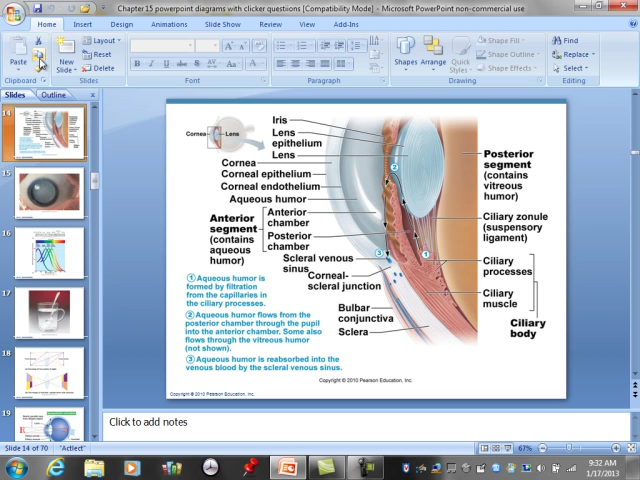 Chapter 15 powerpoint diagrams with clicker questions [Compatibility Mode] - Microsoft PowerPoint non-commercial use
Home Insert Design Animations Slide Show Review View Add-Ins
Paste
New Slide
Layout
Reset
Delete
B I U abc S AV Aa A
Shapes Arrange Quick Styles
Shape Fill
Shape Outline
Shape Effects
Find
Replace
Select
Clipboard Slides Font Paragraph Drawing Editing
Slides Outline
14
15
16
17
18
19
Cornea
Lens
Iris
Lens
epithelium
Lens
Cornea
Corneal epithelium
Corneal endothelium
Aqueous humor
Anterior
segment
(contains
aqueous
humor)
Anterior
chamber
Posterior
chamber
Scleral venous
sinus
Corneal-
scleral junction
Bulbar
conjunctiva
Sclera
2
3
1
Posterior
segment
(contains
vitreous
humor)
Ciliary zonule
(suspensory
ligament)
Ciliary
processes
Ciliary
muscle
Ciliary
body
1 Aqueous humor is
formed by filtration
from the capillaries in
the ciliary processes.
2 Aqueous humor flows from the
posterior chamber through the pupil
into the anterior chamber. Some also
flows through the vitreous humor
(not shown).
3 Aqueous humor is reabsorbed into the
venous blood by the scleral venous sinus.
Copyright © 2010 Pearson Education, Inc.
Copyright © 2010 Pearson Education, Inc.
Click to add notes
Slide 14 of 70 "ActLect" 67%
9:32 AM
1/17/2013